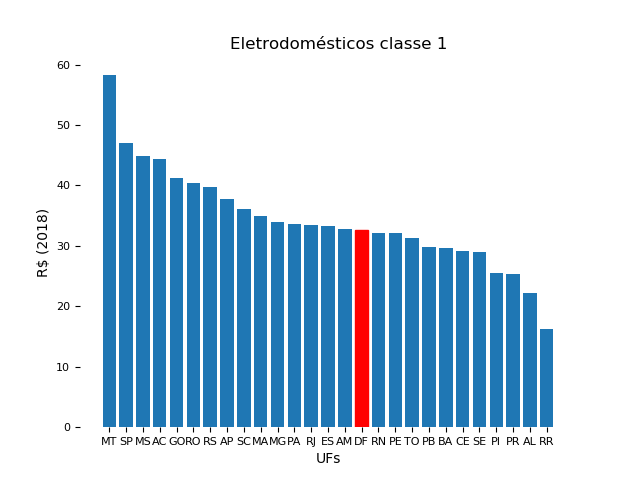 Eletrodomésticos classe 1
60
50
40
30
20
10
0
R$ (2018)
MT SP MS AC GO RO RS AP SC MA MG PA RJ ES AM DF RN PE TO PB BA CE SE PI PR AL RR
UFs